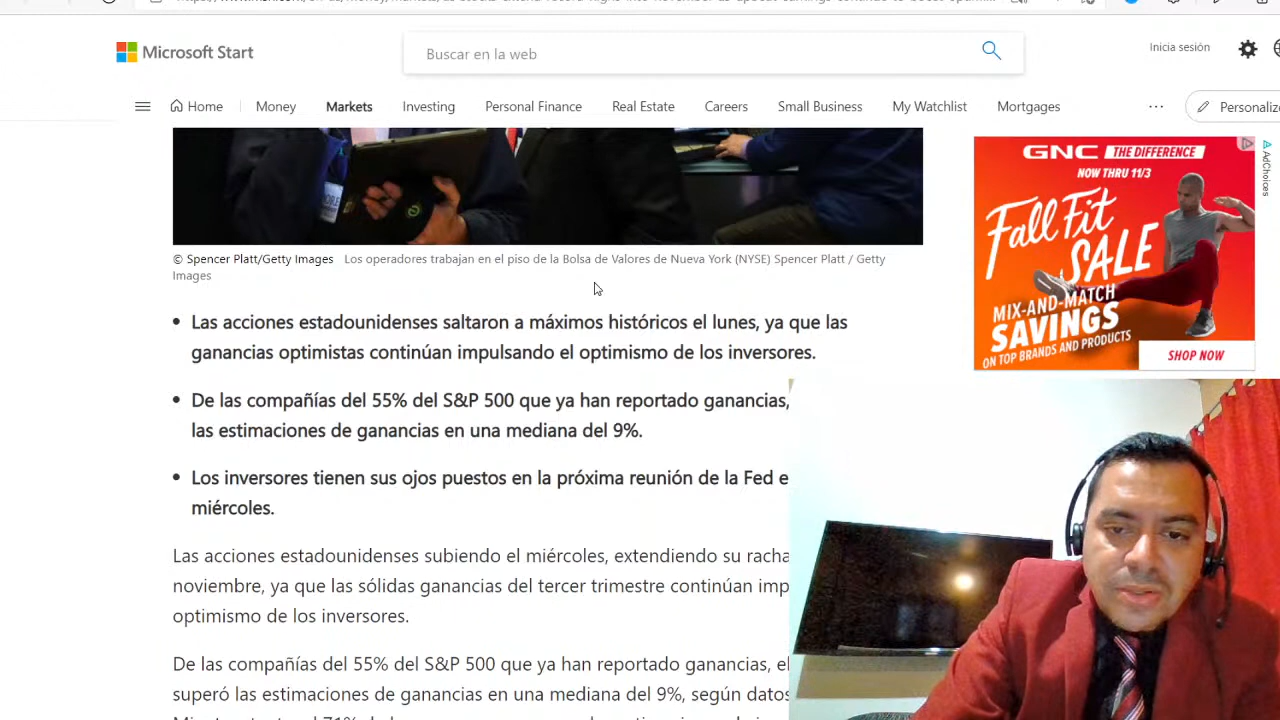 Microsoft Start
Buscar en la web
Inicia sesión
Home
Money
Markets
Investing
Personal Finance
Real Estate
Careers
Small Business
My Watchlist
Mortgages
...
GNC THE DIFFERENCE
NOW THRU 11/3
Fall Fit
SALE
MIX-AND-MATCH
SAVINGS
ON TOP BRANDS AND PRODUCTS
SHOP NOW
AdChoices
© Spencer Platt/Getty Images Los operadores trabajan en el piso de la Bolsa de Valores de Nueva York (NYSE) Spencer Platt / Getty
Images
• Las acciones estadounidenses saltaron a máximos históricos el lunes, ya que las
ganancias optimistas continúan impulsando el optimismo de los inversores.
• De las compañías del 55% del S&P 500 que ya han reportado ganancias,
las estimaciones de ganancias en una mediana del 9%.
• Los inversores tienen sus ojos puestos en la próxima reunión de la Fed e
miércoles.
Las acciones estadounidenses subiendo el miércoles, extendiendo su racha
noviembre, ya que las sólidas ganancias del tercer trimestre continúan imp
optimismo de los inversores.
De las compañías del 55% del S&P 500 que ya han reportado ganancias, el
superó las estimaciones de ganancias en una mediana del 9%, según datos